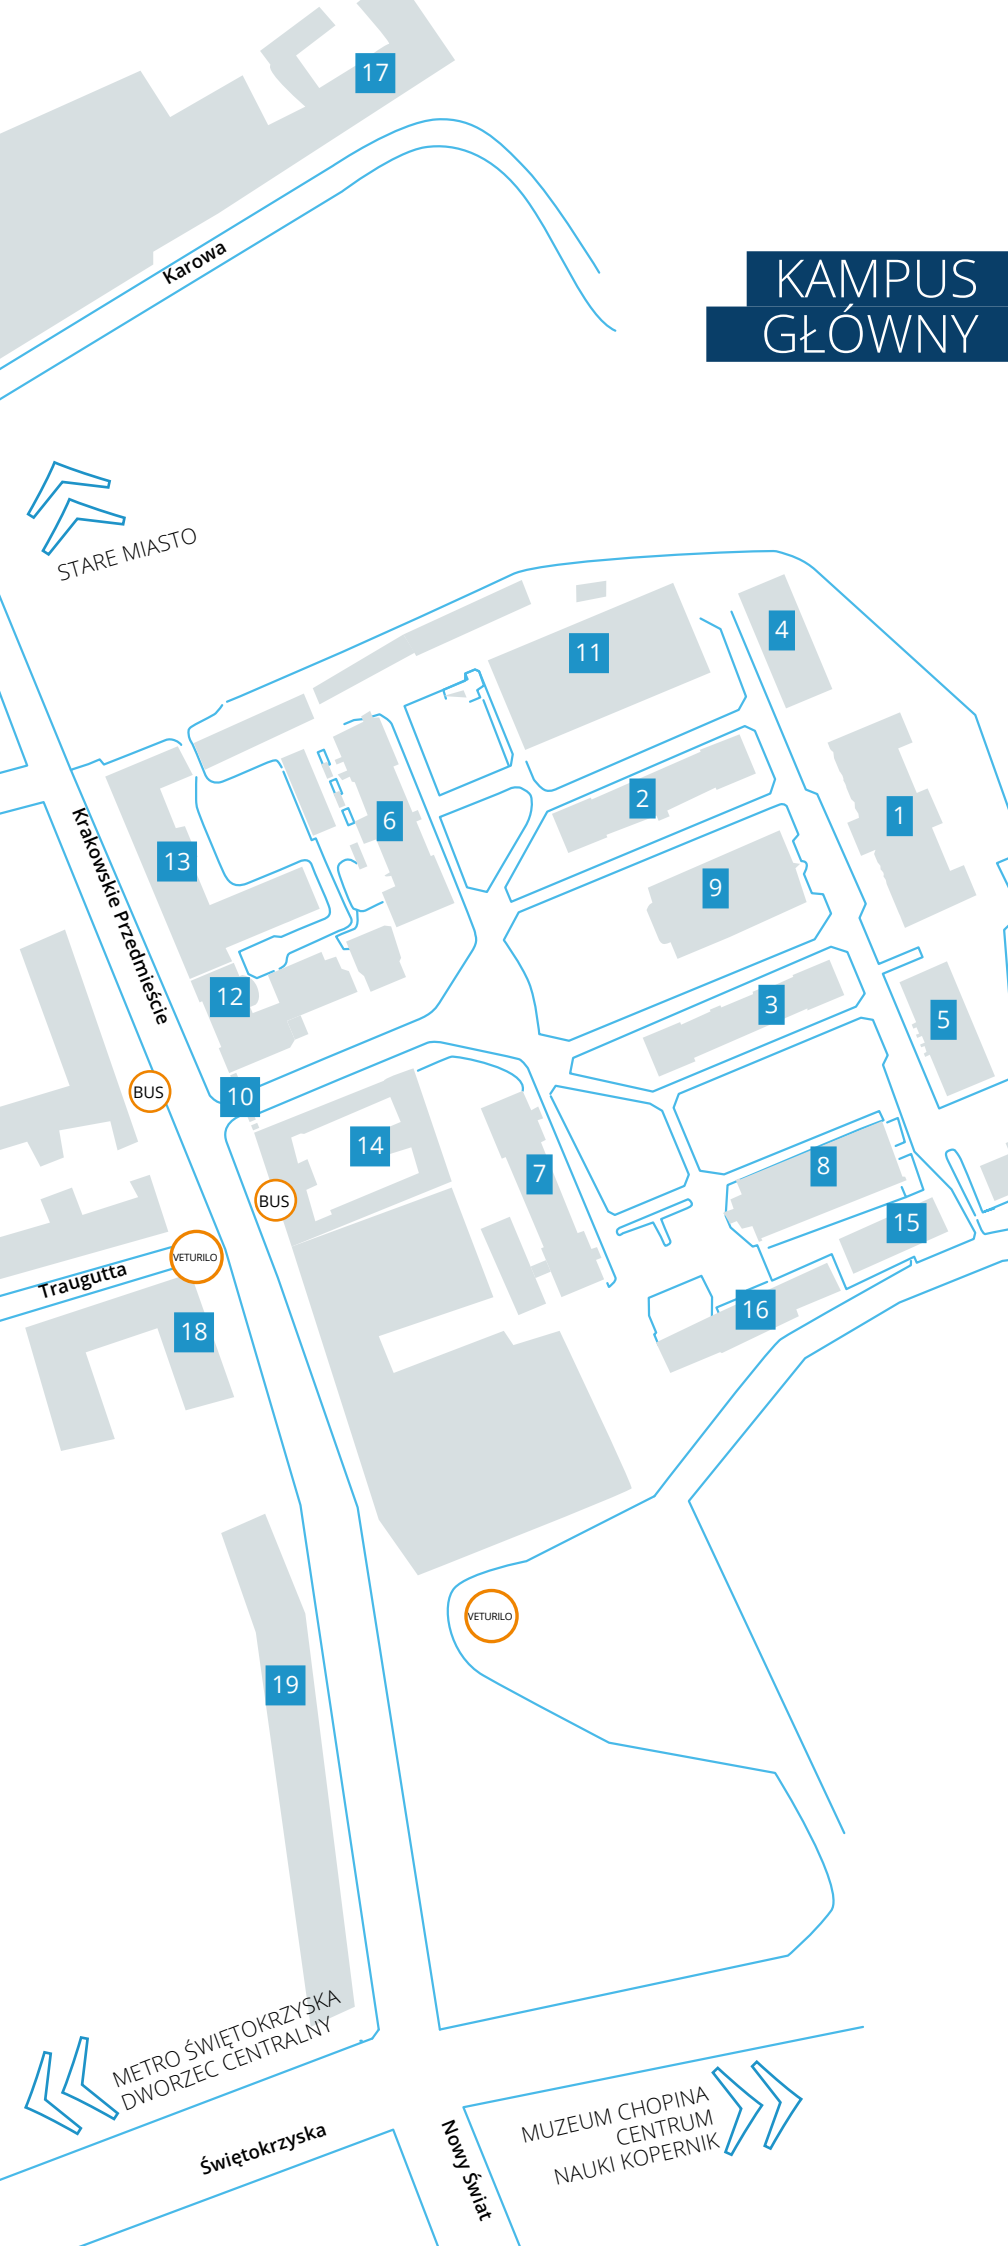 17
Karowa
KAMPUS
GŁÓWNY
STARE MIASTO
4
11
2
1
6
13
9
Krakowskie Przedmieście
12
3
5
BUS
10
14
8
7
BUS
15
VETURILO
Traugutta
16
18
VETURILO
19
METRO ŚWIĘTOKRZYSKA
DWORZEC CENTRALNY
MUZEUM CHOPINA
CENTRUM
NAUKI KOPERNIK
Świętokrzyska
Nowy Świat